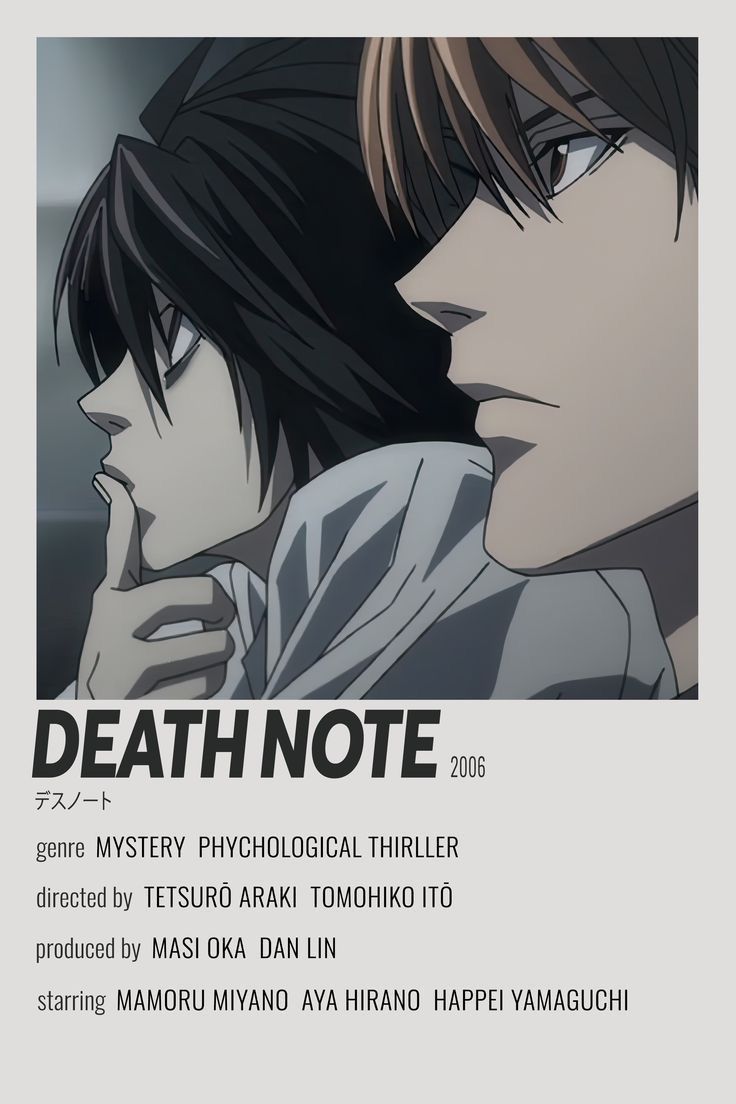 DEATH NOTE 2006
デスノート
genre MYSTERY PHYCHOLOGICAL THIRLLER
directed by TETSURŌ ARAKI TOMOHIKO ITŌ
produced by MASI OKA DAN LIN
starring MAMORU MIYANO AYA HIRANO HAPPEI YAMAGUCHI